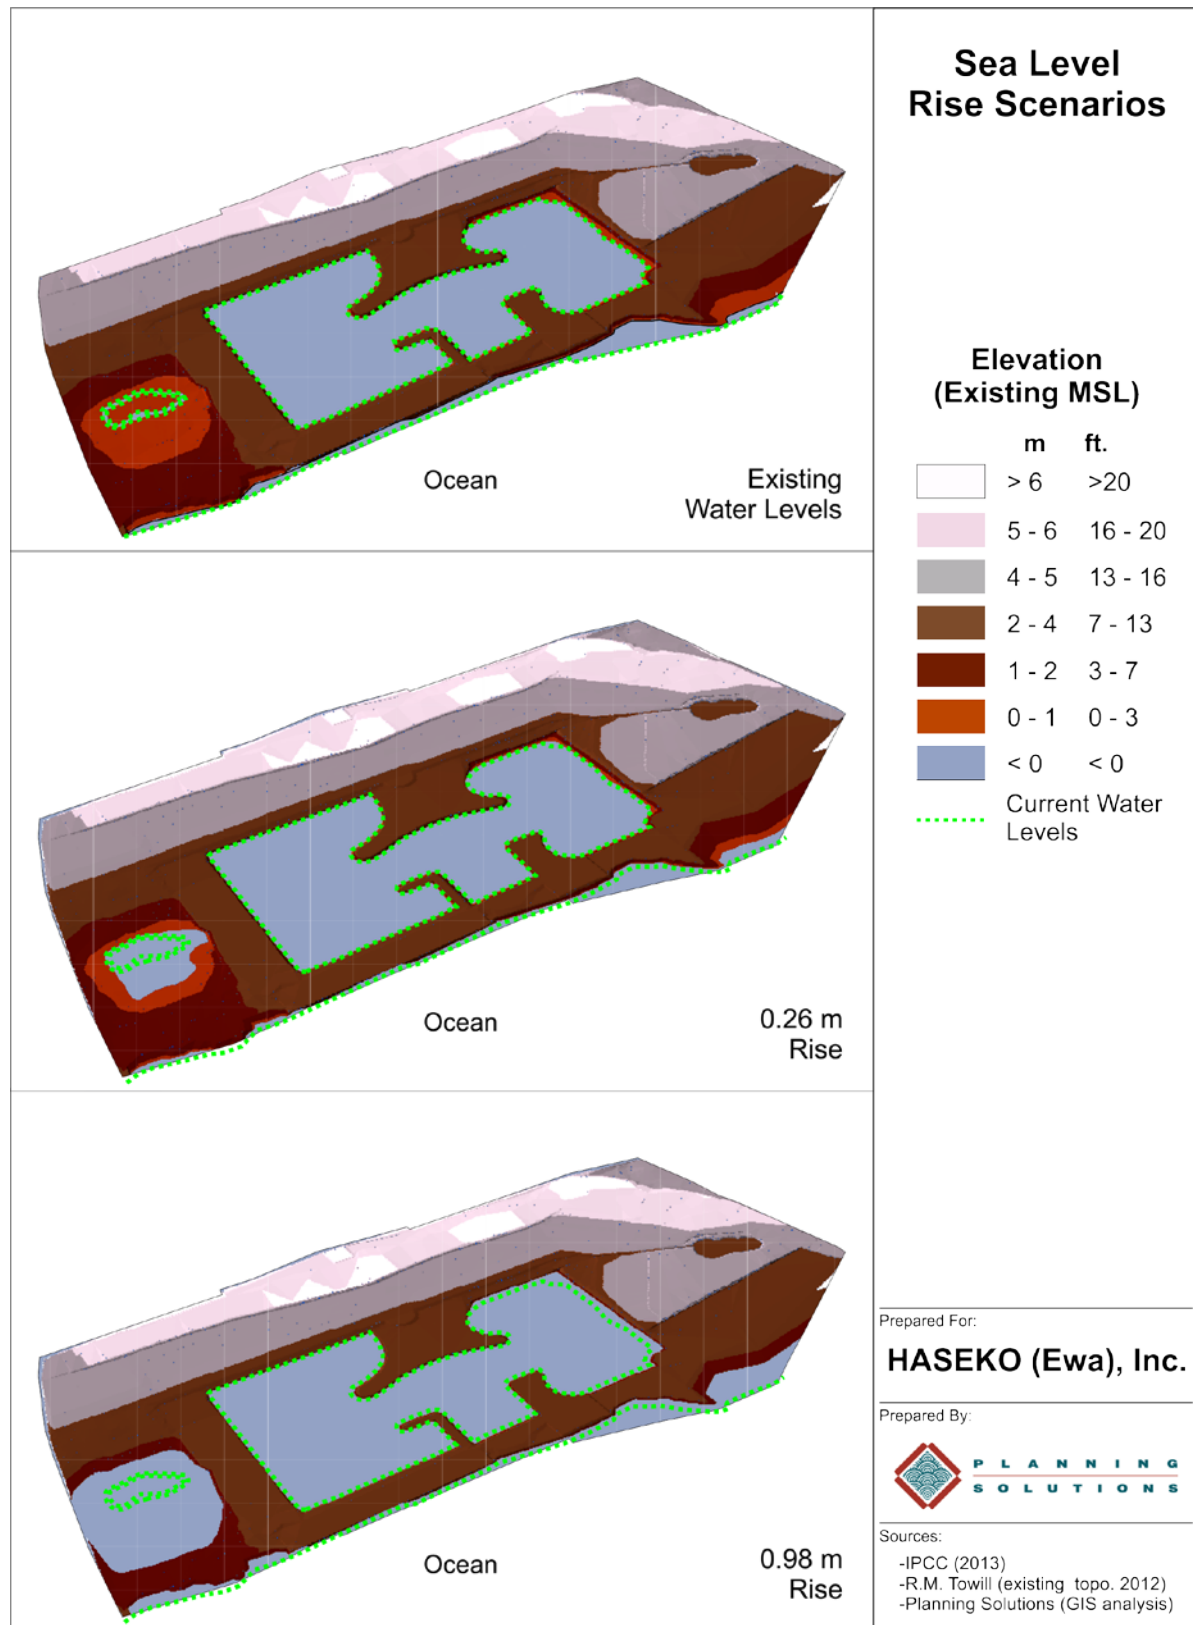 Sea Level
Rise Scenarios
Ocean
Existing
Water Levels
Elevation
(Existing MSL)
m ft.
> 6 >20
5 - 6 16 - 20
4 - 5 13 - 16
2 - 4 7 - 13
1 - 2 3 - 7
0 - 1 0 - 3
< 0 < 0
Current Water
Levels
Ocean
0.26 m
Rise
Ocean
0.98 m
Rise
Prepared For:
HASEKO (Ewa), Inc.
Prepared By:
PLANNING
SOLUTIONS
Sources:
-IPCC (2013)
-R.M. Towill (existing topo. 2012)
-Planning Solutions (GIS analysis)